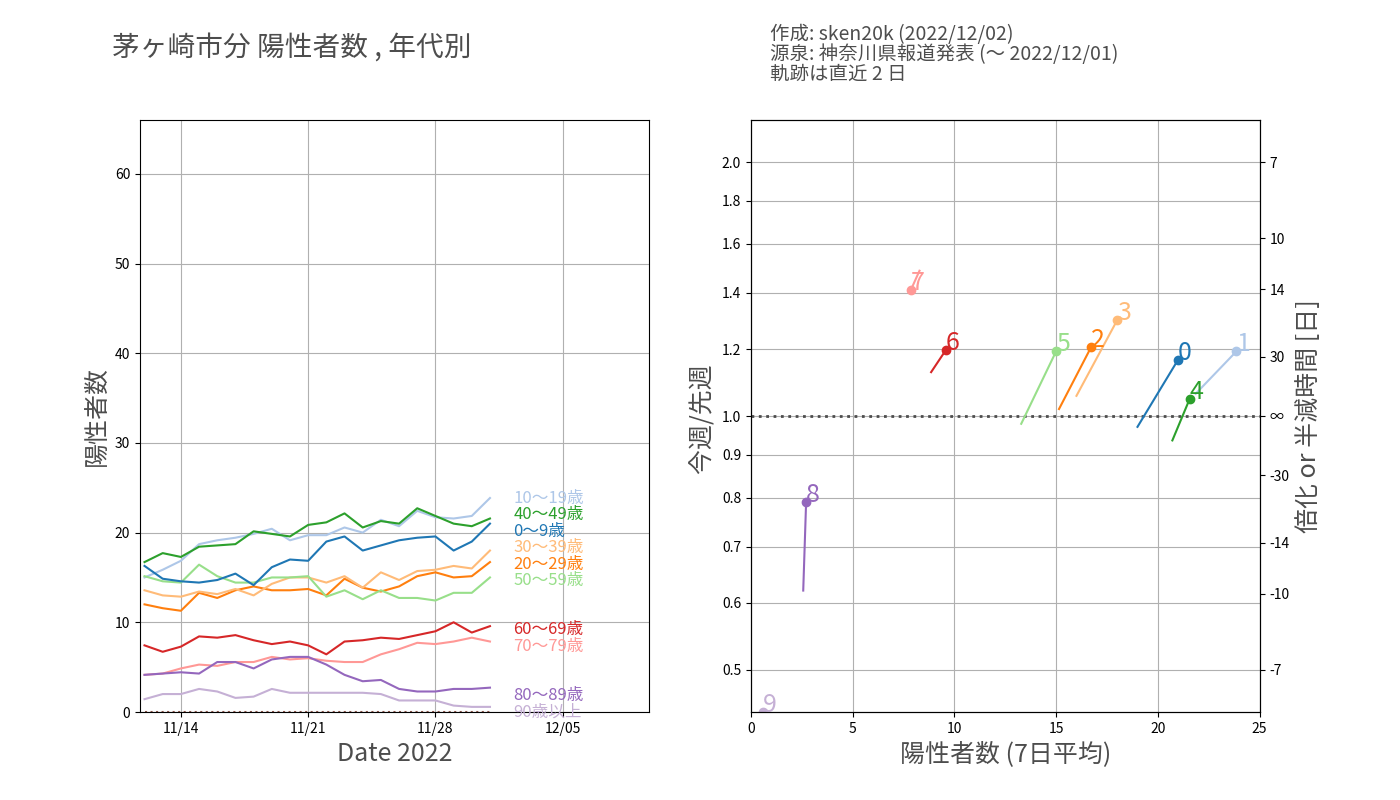 茅ヶ崎市分 陽性者数 , 年代別
作成: sken20k (2022/12/02)
源泉: 神奈川県報道発表 (〜 2022/12/01)
軌跡は直近 2 日
陽性者数
60
50
40
30
20
10
0
10〜19歳
40〜49歳
0〜9歳
30〜39歳
20〜29歳
50〜59歳
60〜69歳
70〜79歳
80〜89歳
90歳以上
11/14 11/21 11/28 12/05
Date 2022
今週/先週
2.0
1.8
1.6
1.4
1.2
1.0
0.9
0.8
0.7
0.6
0.5
7
3
6
5
2
0
1
4
8
9
7
10
14
30
∞
-30
-14
-10
-7
倍化 or 半減時間 [日]
0 5 10 15 20 25
陽性者数 (7日平均)